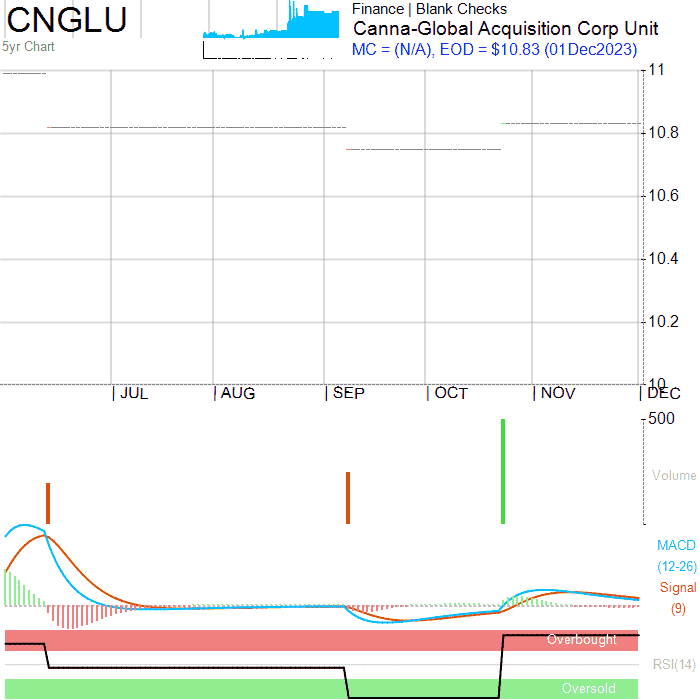 CNGLU
5yr Chart
Finance | Blank Checks
Canna-Global Acquisition Corp Unit
MC = (N/A), EOD = $10.83 (01Dec2023)
11
10.8
10.6
10.4
10.2
10
JUL AUG SEP OCT NOV DEC
500
Volume
MACD
(12-26)
Signal
(9)
Overbought
RSI(14)
Oversold